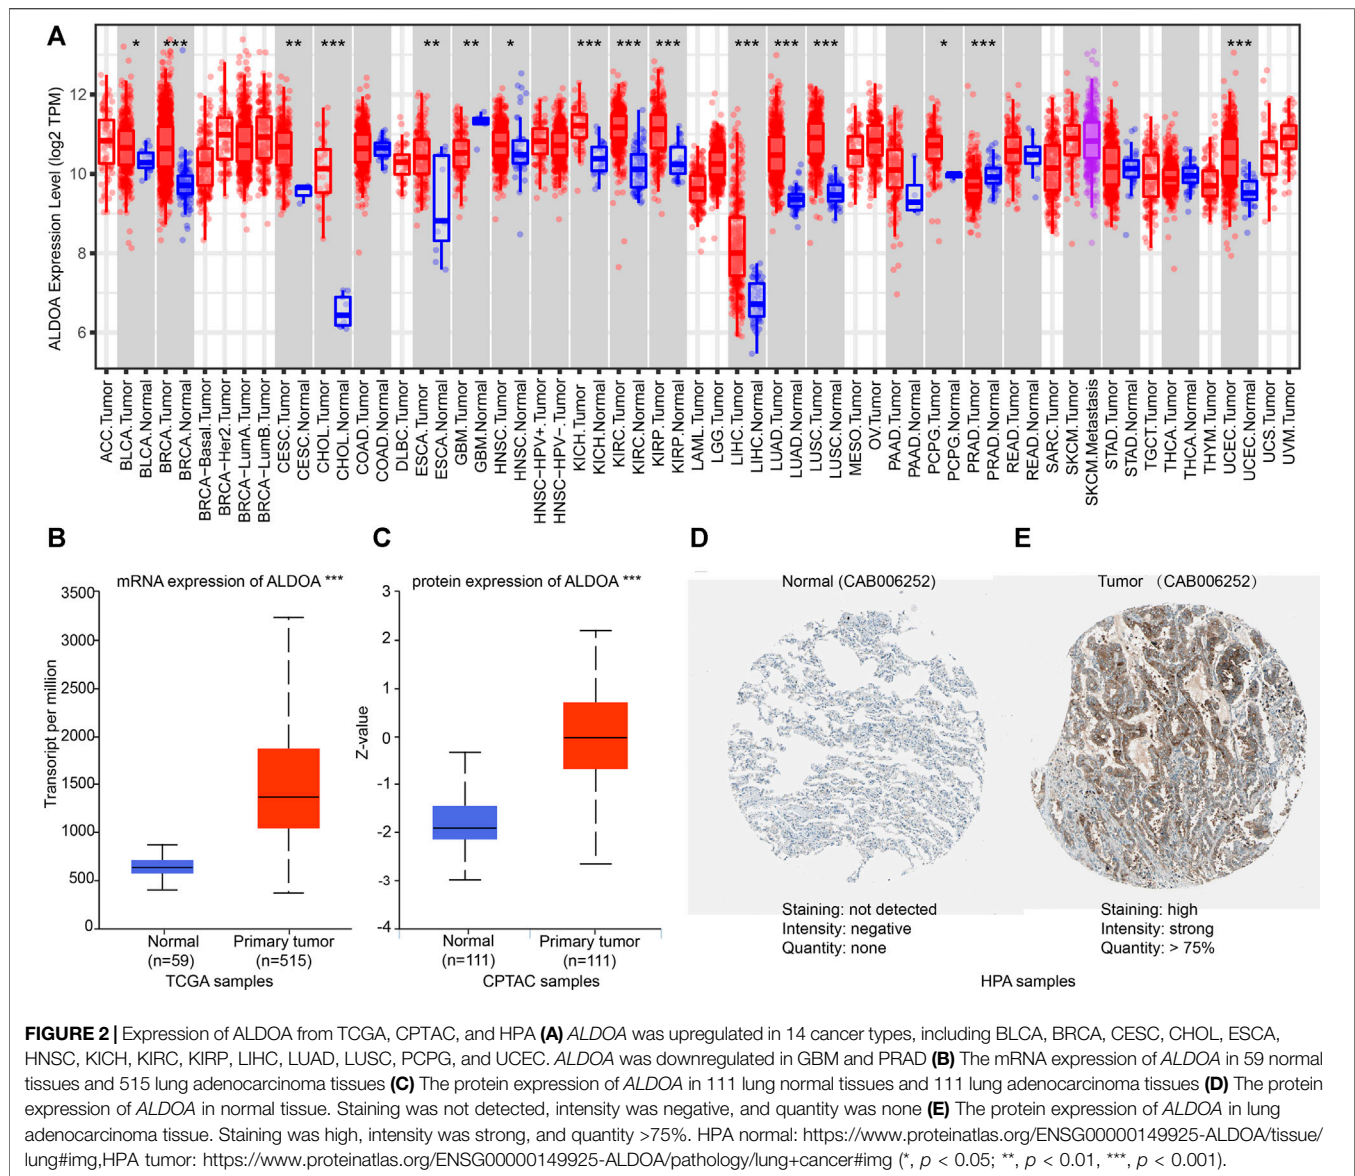 A
* *** ** *** ** ** * *** *** *** *** *** *** * *** ***
ALDOA Expression Level (log2 TPM)
12
10
8
6
ACC.Tumor
BLCA.Tumor
BLCA.Normal
BRCA.Tumor
BRCA.Normal
BRCA-Basal.Tumor
BRCA-Her2.Tumor
BRCA-LumA.Tumor
BRCA-LumB.Tumor
CESC.Tumor
CESC.Normal
CHOL.Tumor
CHOL.Normal
COAD.Tumor
COAD.Normal
DLBC.Tumor
ESCA.Tumor
ESCA.Normal
GBM.Tumor
GBM.Normal
HNSC.Tumor
HNSC.Normal
HNSC-HPV+.Tumor
HNSC-HPV-.Tumor
KICH.Tumor
KICH.Normal
KIRC.Tumor
KIRC.Normal
KIRP.Tumor
KIRP.Normal
LAML.Tumor
LGG.Tumor
LIHC.Tumor
LIHC.Normal
LUAD.Tumor
LUAD.Normal
LUSC.Tumor
LUSC.Normal
MESO.Tumor
OV.Tumor
PAAD.Tumor
PAAD.Normal
PCPG.Tumor
PCPG.Normal
PRAD.Tumor
PRAD.Normal
READ.Tumor
READ.Normal
SARC.Tumor
SKCM.Tumor
SKCM.Metastasis
STAD.Tumor
STAD.Normal
TGCT.Tumor
THCA.Tumor
THCA.Normal
THYM.Tumor
UCEC.Tumor
UCEC.Normal
UCS.Tumor
UVM.Tumor
B
mRNA expression of ALDOA ***
Transcript per million
3500
3000
2500
2000
1500
1000
500
0
Normal
(n=59)
Primary tumor
(n=515)
TCGA samples
C
protein expression of ALDOA ***
Z-value
3
2
1
0
-1
-2
-3
-4
Normal
(n=111)
Primary tumor
(n=111)
CPTAC samples
D
Normal (CAB006252)
Staining: not detected
Intensity: negative
Quantity: none
E
Tumor （CAB006252）
Staining: high
Intensity: strong
Quantity: > 75%
HPA samples
FIGURE 2 | Expression of ALDOA from TCGA, CPTAC, and HPA (A) ALDOA was upregulated in 14 cancer types, including BLCA, BRCA, CESC, CHOL, ESCA,
HNSC, KICH, KIRC, KIRP, LIHC, LUAD, LUSC, PCPG, and UCEC. ALDOA was downregulated in GBM and PRAD (B) The mRNA expression of ALDOA in 59 normal
tissues and 515 lung adenocarcinoma tissues (C) The protein expression of ALDOA in 111 lung normal tissues and 111 lung adenocarcinoma tissues (D) The protein
expression of ALDOA in normal tissue. Staining was not detected, intensity was negative, and quantity was none (E) The protein expression of ALDOA in lung
adenocarcinoma tissue. Staining was high, intensity was strong, and quantity >75%. HPA normal: https://www.proteinatlas.org/ENSG00000149925-ALDOA/tissue/
lung#img,HPA tumor: https://www.proteinatlas.org/ENSG00000149925-ALDOA/pathology/lung+cancer#img (*, p < 0.05; **, p < 0.01, ***, p < 0.001).